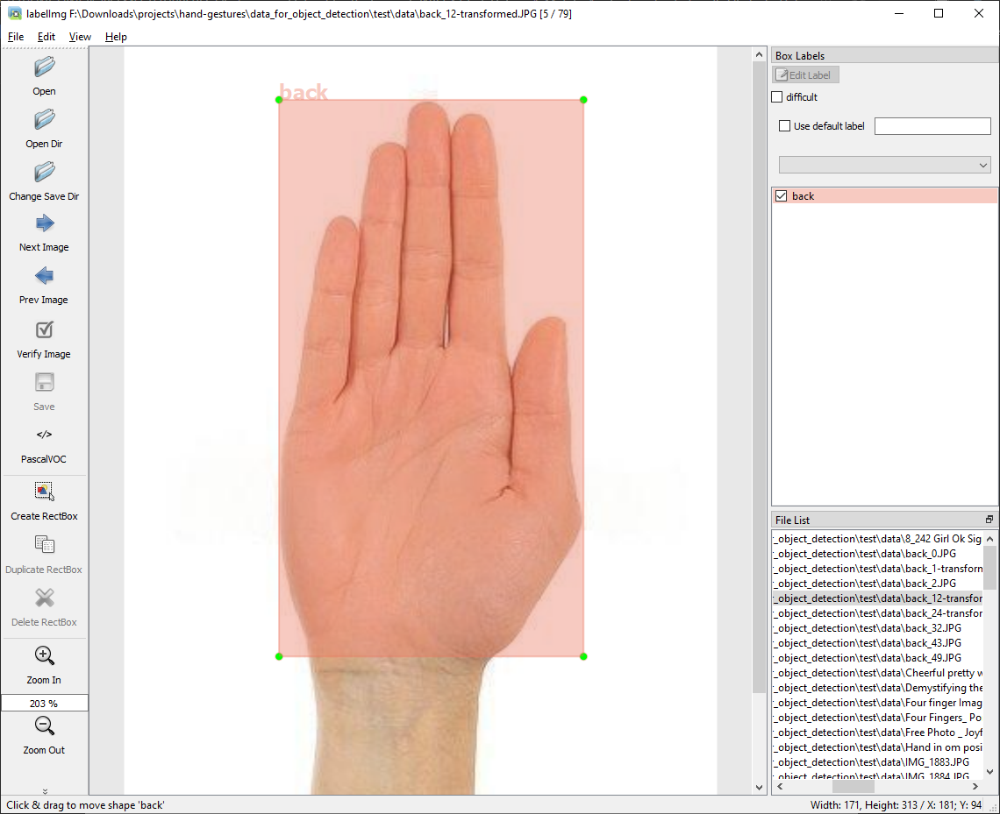 labelImg F:\Downloads\projects\hand-gestures\data_for_object_detection\test\data\back_12-transformed.JPG [5 / 79]
File Edit View Help
Open
Open Dir
Change Save Dir
Next Image
Prev Image
Verify Image
Save
</>
PascalVOC
Create RectBox
Duplicate RectBox
Delete RectBox
Zoom In
203 %
Zoom Out
back
Box Labels
Edit Label
difficult
Use default label
back
File List
_object_detection\test\data\8_242 Girl Ok Sig
_object_detection\test\data\back_0.JPG
_object_detection\test\data\back_1-transform
_object_detection\test\data\back_2.JPG
_object_detection\test\data\back_12-transfor
_object_detection\test\data\back_24-transfor
_object_detection\test\data\back_32.JPG
_object_detection\test\data\back_43.JPG
_object_detection\test\data\back_49.JPG
_object_detection\test\data\Cheerful pretty w
_object_detection\test\data\Demystifying the
_object_detection\test\data\Four finger Imag
_object_detection\test\data\Four Fingers_ Po
_object_detection\test\data\Free Photo _ Joyf
_object_detection\test\data\Hand in om posi
_object_detection\test\data\IMG_1883.JPG
_object_detection\test\data\IMG_1884.JPG
Click & drag to move shape 'back'
Width: 171, Height: 313 / X: 181; Y: 94